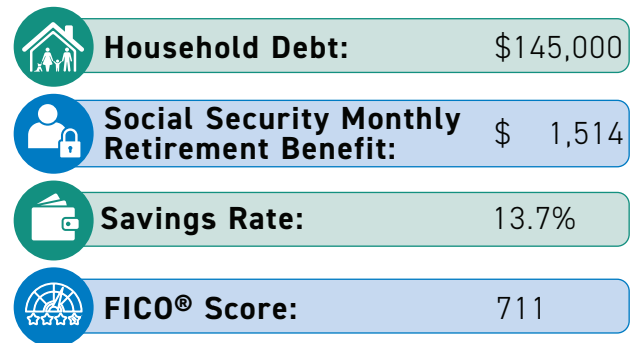 Household Debt: $145,000
Social Security Monthly
Retirement Benefit: $ 1,514
Savings Rate: 13.7%
FICO® Score: 711